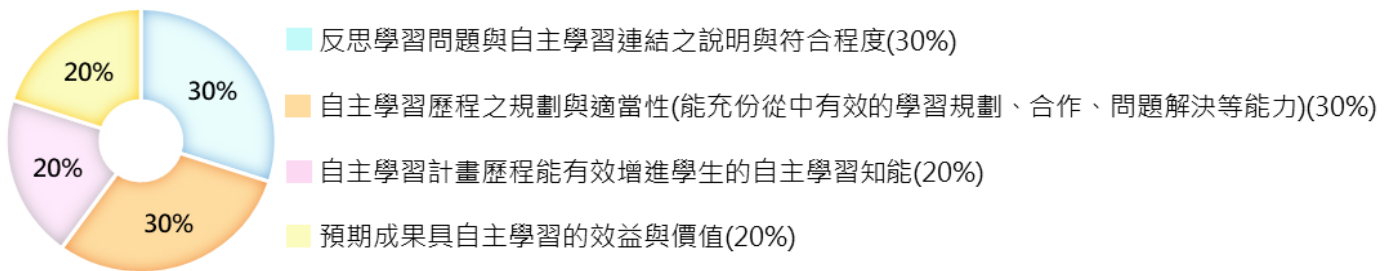 20%
30%
20%
30%
反思學習問題與自主學習連結之說明與符合程度(30%)
自主學習歷程之規劃與適當性(能充份從中有效的學習規劃、合作、問題解決等能力)(30%)
自主學習計畫歷程能有效增進學生的自主學習知能(20%)
預期成果具自主學習的效益與價值(20%)